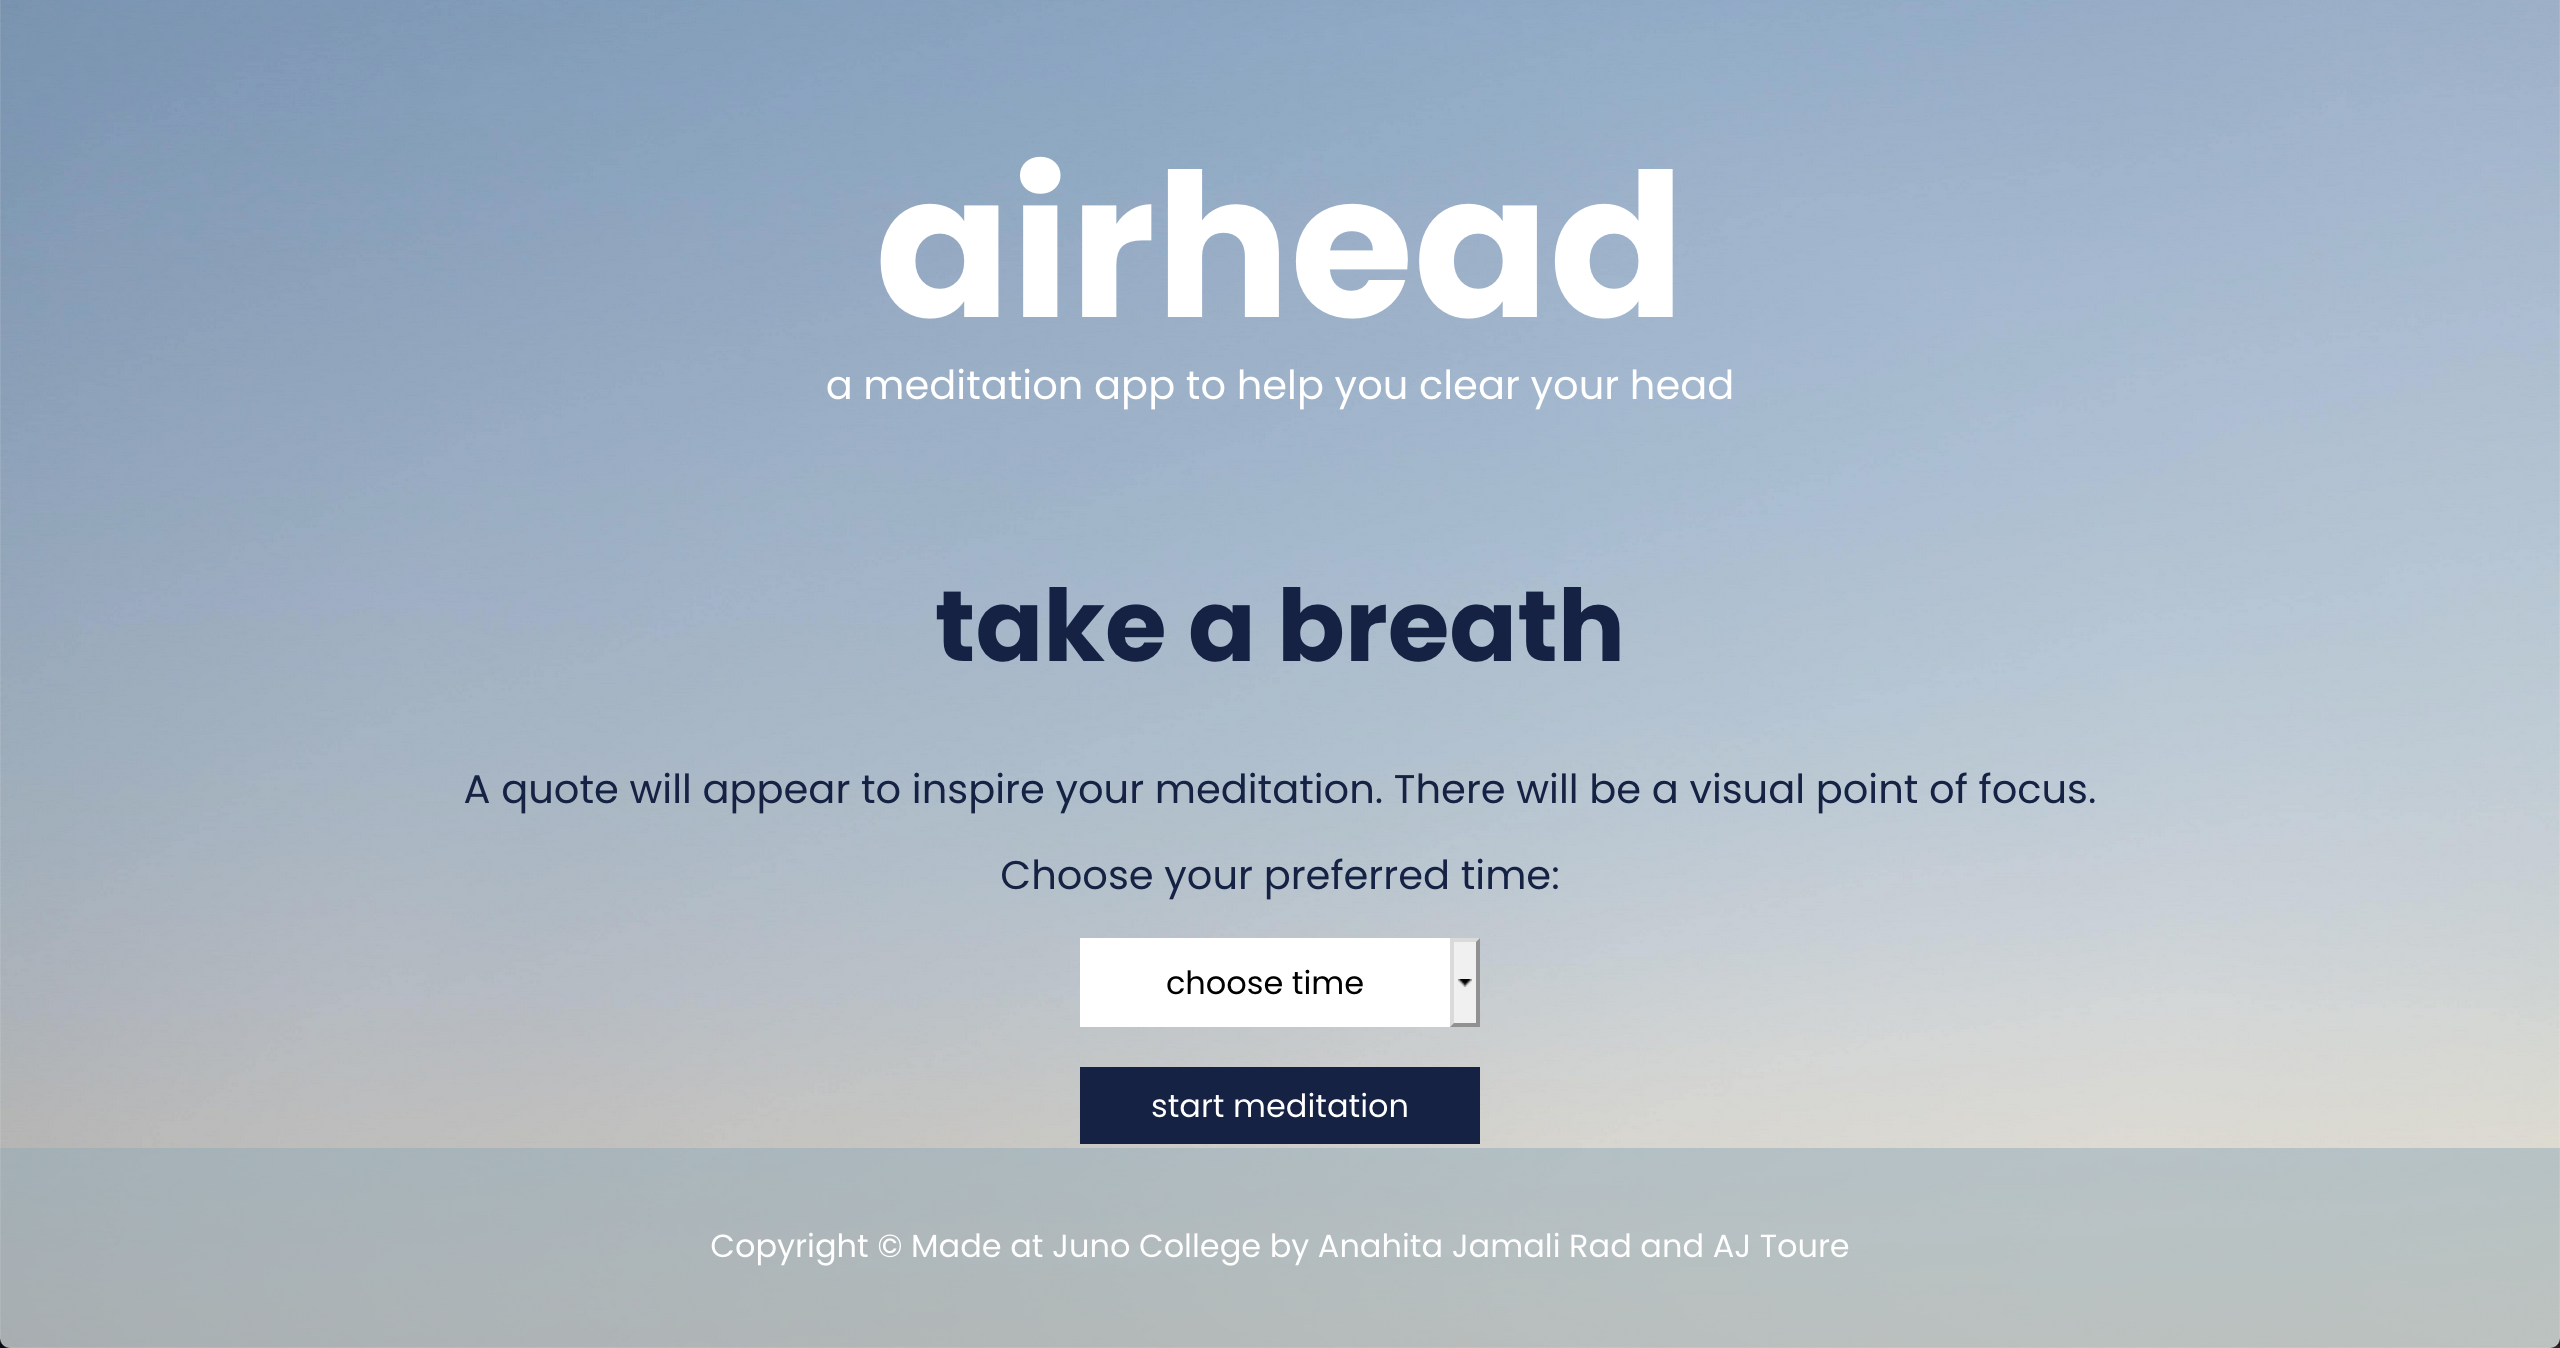 airhead
a meditation app to help you clear your head
take a breath
A quote will appear to inspire your meditation. There will be a visual point of focus.
Choose your preferred time:
choose time
start meditation
Copyright © Made at Juno College by Anahita Jamali Rad and AJ Toure